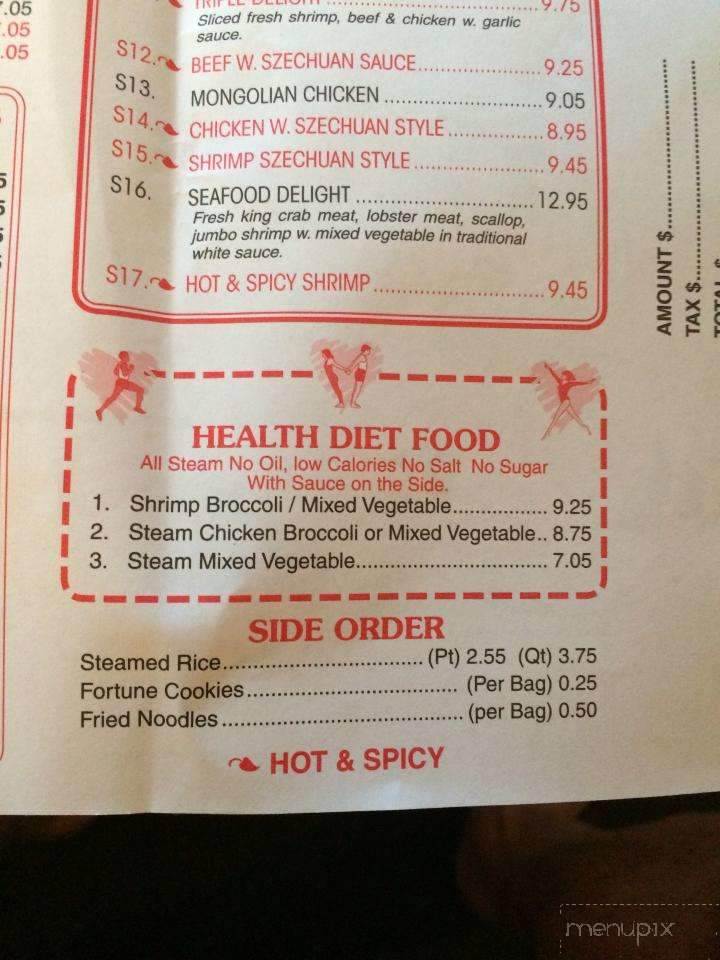 .05
.05
.05
TRIPLE DELIGHT 9.75
Sliced fresh shrimp, beef & chicken w. garlic
sauce.
S12. BEEF W. SZECHUAN SAUCE 9.25
S13. MONGOLIAN CHICKEN 9.05
S14. CHICKEN W. SZECHUAN STYLE 8.95
S15. SHRIMP SZECHUAN STYLE 9.45
S16. SEAFOOD DELIGHT 12.95
Fresh king crab meat, lobster meat, scallop,
jumbo shrimp w. mixed vegetable in traditional
white sauce.
S17. HOT & SPICY SHRIMP 9.45
HEALTH DIET FOOD
All Steam No Oil, low Calories No Salt No Sugar
With Sauce on the Side.
1. Shrimp Broccoli / Mixed Vegetable 9.25
2. Steam Chicken Broccoli or Mixed Vegetable.. 8.75
3. Steam Mixed Vegetable 7.05
SIDE ORDER
Steamed Rice (Pt) 2.55 (Qt) 3.75
Fortune Cookies (Per Bag) 0.25
Fried Noodles (per Bag) 0.50
HOT & SPICY
AMOUNT $
TAX $
TOTAL $
menupix